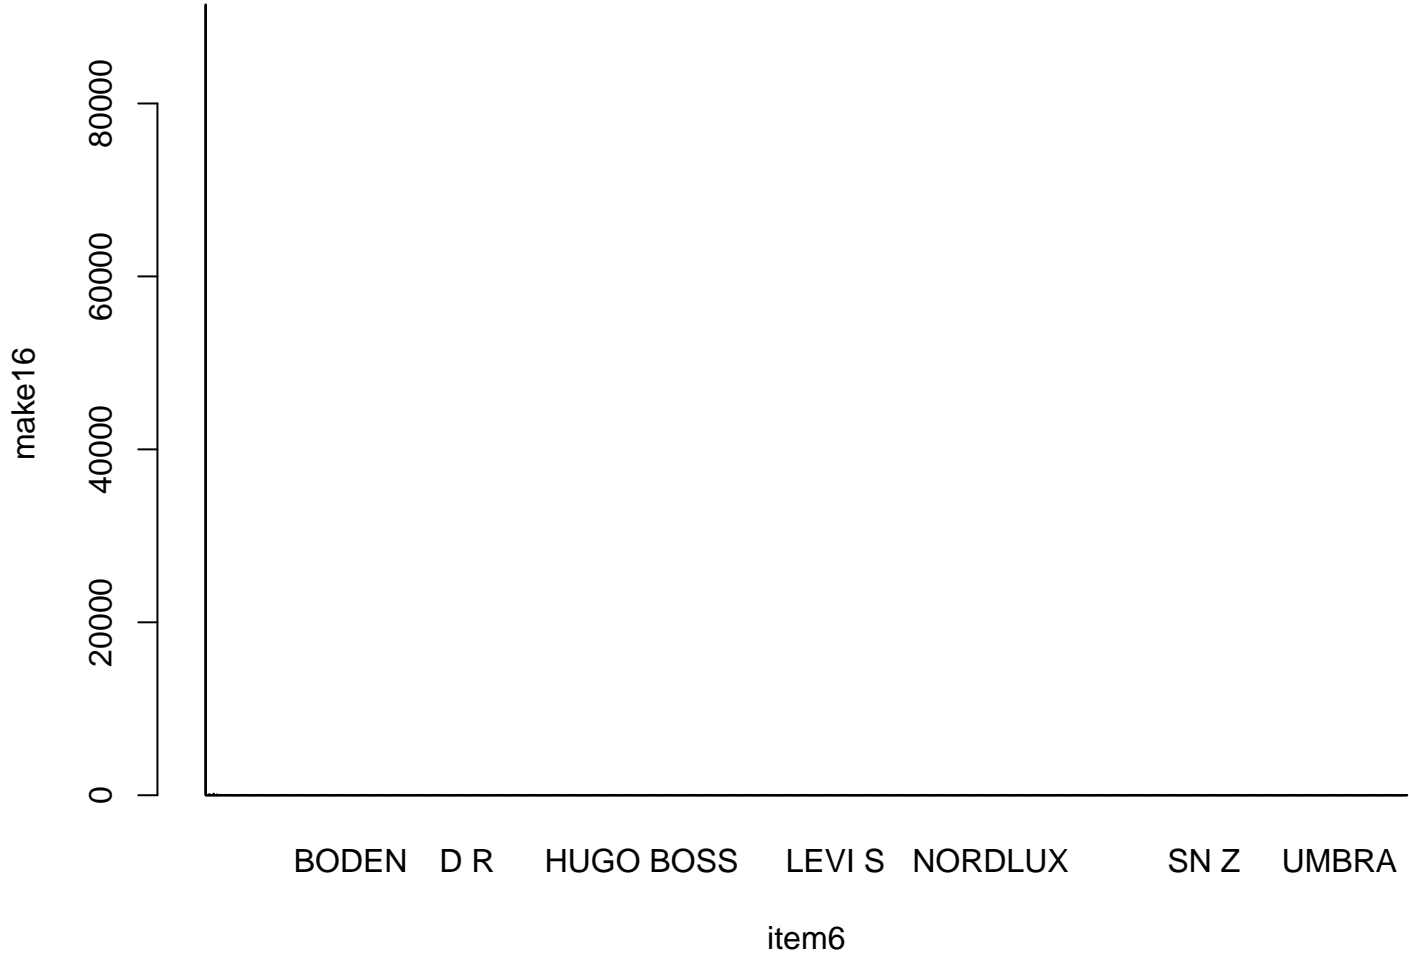 make16
80000
60000
40000
20000
0
BODEN D R HUGO BOSS LEVI S NORDLUX SN Z UMBRA
item6